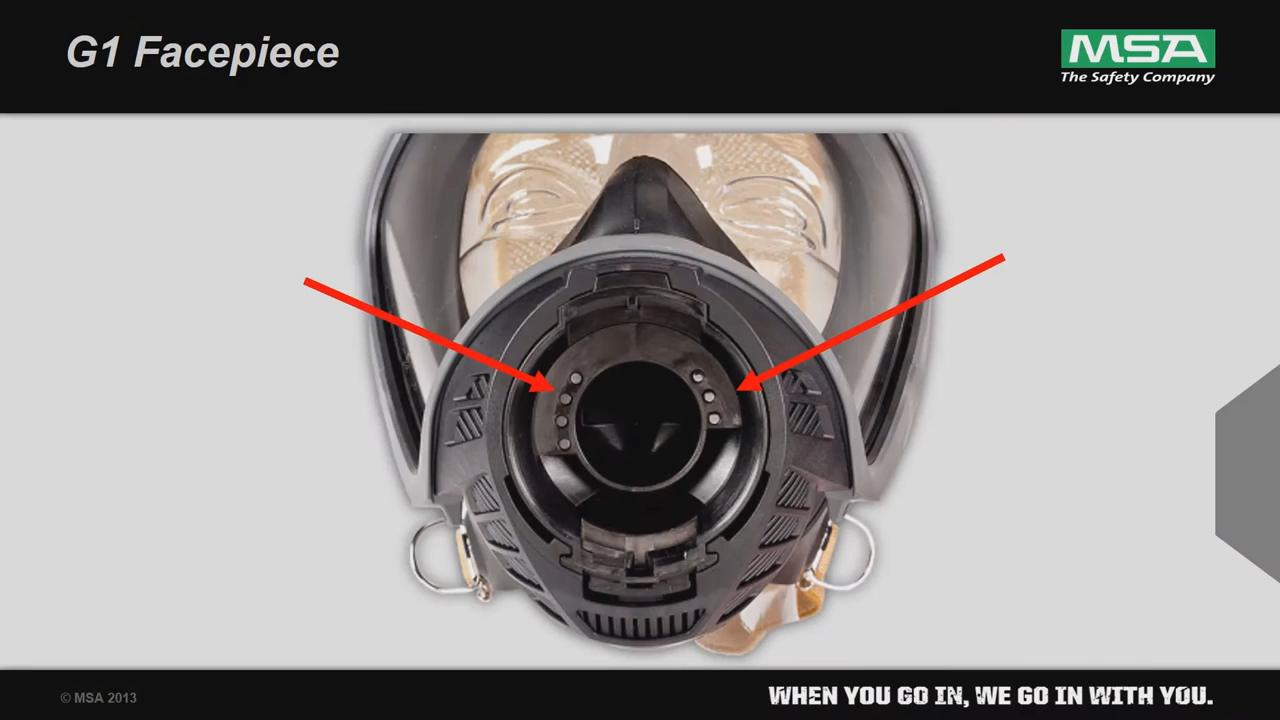 G1 Facepiece
MSA
The Safety Company
© MSA 2013
WHEN YOU GO IN, WE GO IN WITH YOU.